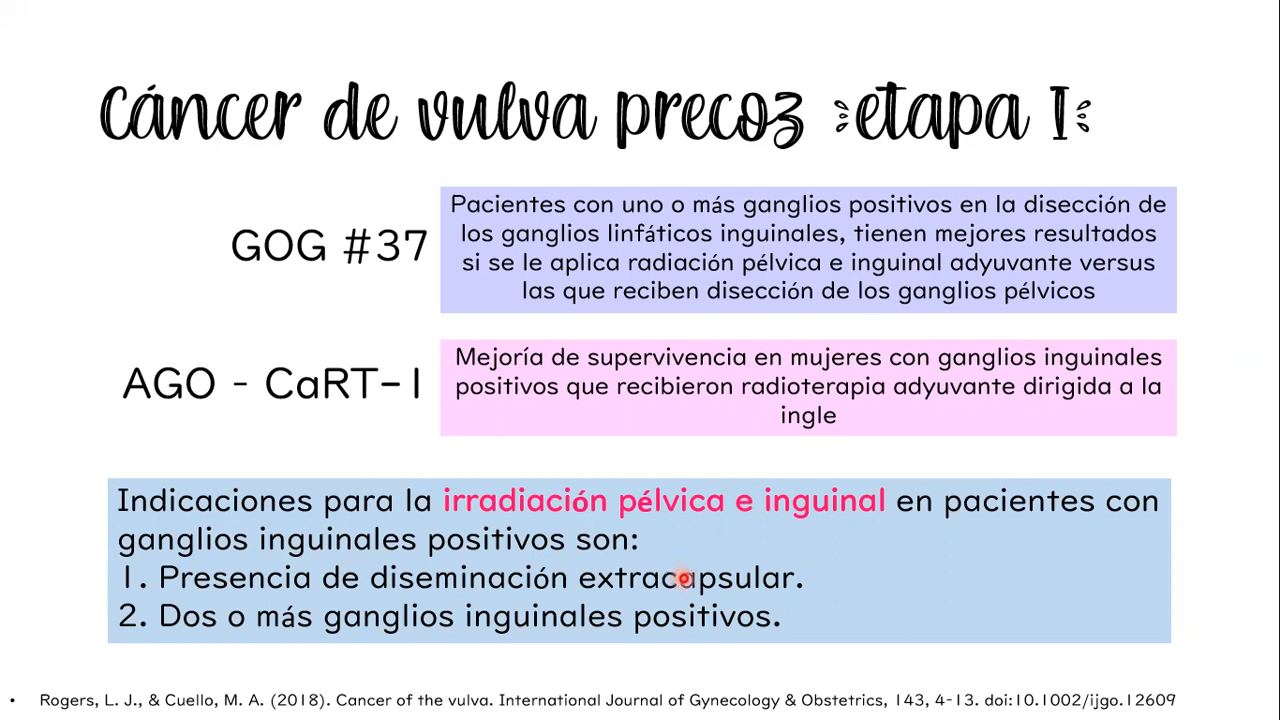 Cáncer de vulva precoz etapa I
GOG #37
Pacientes con uno o más ganglios positivos en la disección de
los ganglios linfáticos inguinales, tienen mejores resultados
si se le aplica radiación pélvica e inguinal adyuvante versus
las que reciben disección de los ganglios pélvicos
AGO - CaRT-1
Mejoría de supervivencia en mujeres con ganglios inguinales
positivos que recibieron radioterapia adyuvante dirigida a la
ingle
Indicaciones para la irradiación pélvica e inguinal en pacientes con
ganglios inguinales positivos son:
1. Presencia de diseminación extracapsular.
2. Dos o más ganglios inguinales positivos.
• Rogers, L. J., & Cuello, M. A. (2018). Cancer of the vulva. International Journal of Gynecology & Obstetrics, 143, 4-13. doi:10.1002/ijgo.12609